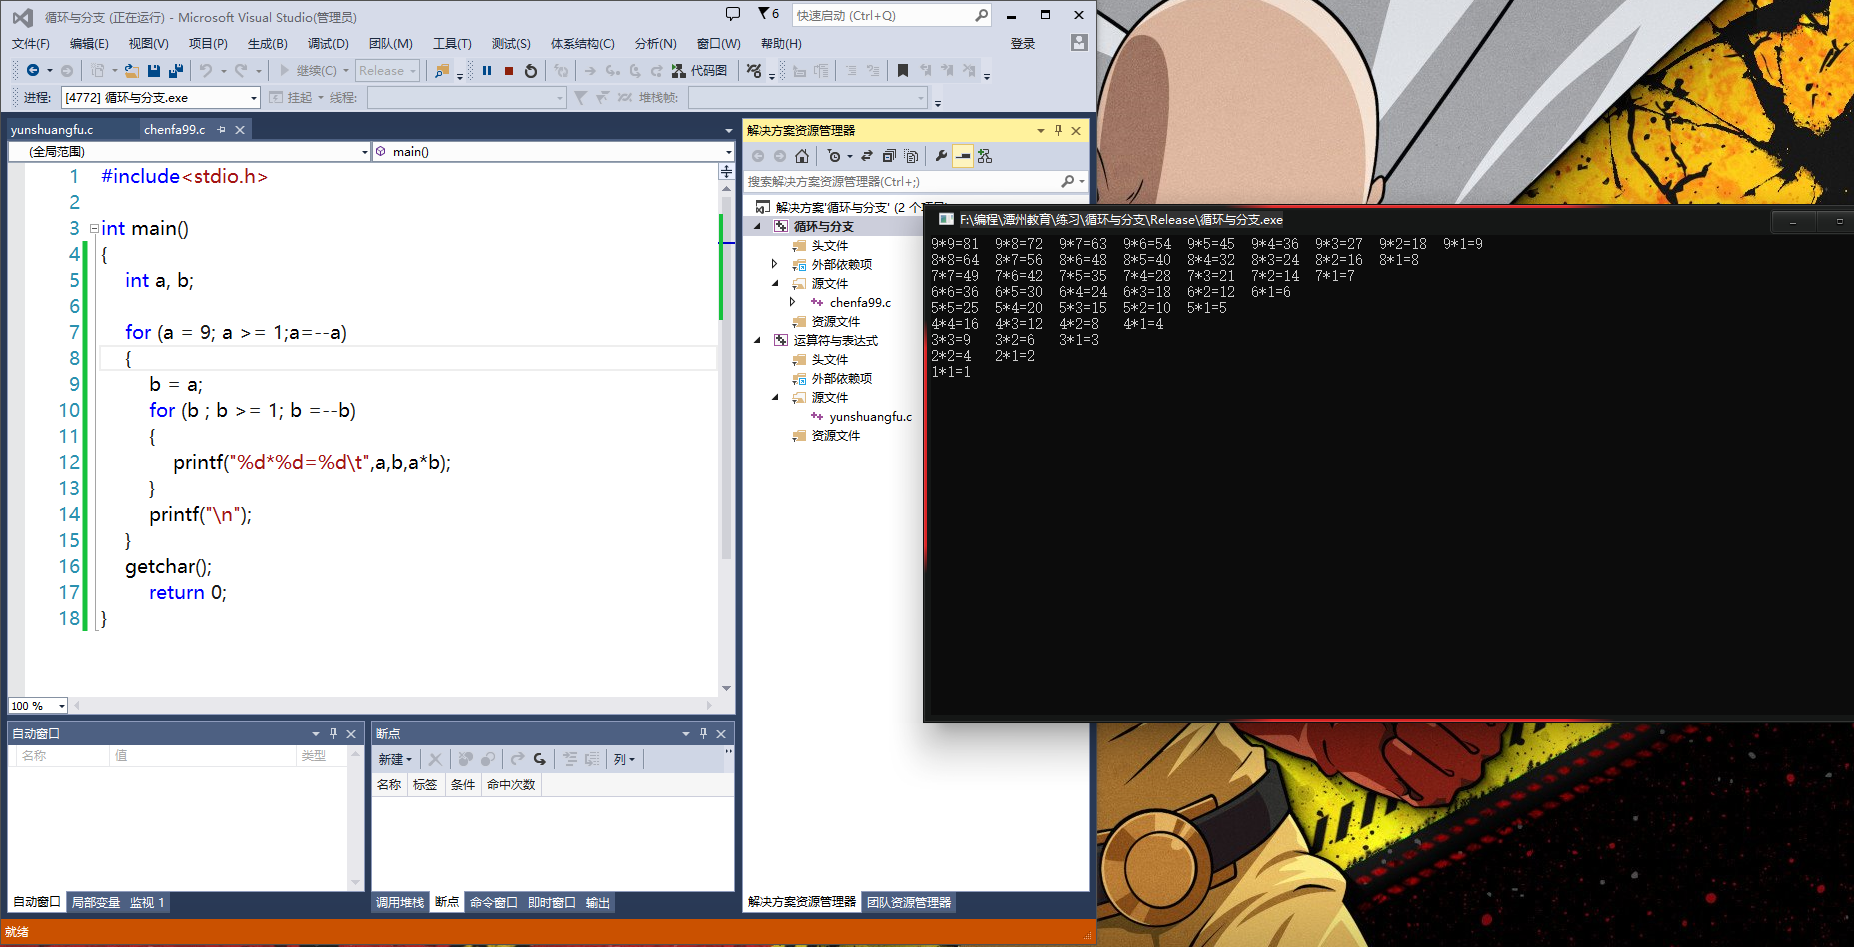 循环与分支 (正在运行) - Microsoft Visual Studio(管理员)
6
快速启动 (Ctrl+Q)
文件(F) 编辑(E) 视图(V) 项目(P) 生成(B) 调试(D) 团队(M) 工具(T) 测试(S) 体系结构(C) 分析(N) 窗口(W) 帮助(H) 登录
继续(C) Release 代码图
进程: [4772] 循环与分支.exe 挂起 线程: 堆栈帧:
yunshuangfu.c chenfa99.c
(全局范围) main()
1 #include<stdio.h>
2
3 int main()
4 {
5 int a, b;
6
7 for (a = 9; a >= 1;a=--a)
8 {
9 b = a;
10 for (b ; b >= 1; b =--b)
11 {
12 printf("%d*%d=%d\t",a,b,a*b);
13 }
14 printf("\n");
15 }
16 getchar();
17 return 0;
18 }
100 %
自动窗口
名称 值 类型
自动窗口 局部变量 监视 1
断点
新建 列
名称 标签 条件 命中次数
调用堆栈 断点 命令窗口 即时窗口 输出
解决方案资源管理器
搜索解决方案资源管理器(Ctrl+;)
解决方案'循环与分支' (2 个
循环与分支
头文件
外部依赖项
源文件
chenfa99.c
资源文件
运算符与表达式
头文件
外部依赖项
源文件
yunshuangfu.c
资源文件
解决方案资源管理器 团队资源管理器
就绪
F:\编程\潭州教育\练习\循环与分支\Release\循环与分支.exe
9*9=81 9*8=72 9*7=63 9*6=54 9*5=45 9*4=36 9*3=27 9*2=18 9*1=9
8*8=64 8*7=56 8*6=48 8*5=40 8*4=32 8*3=24 8*2=16 8*1=8
7*7=49 7*6=42 7*5=35 7*4=28 7*3=21 7*2=14 7*1=7
6*6=36 6*5=30 6*4=24 6*3=18 6*2=12 6*1=6
5*5=25 5*4=20 5*3=15 5*2=10 5*1=5
4*4=16 4*3=12 4*2=8 4*1=4
3*3=9 3*2=6 3*1=3
2*2=4 2*1=2
1*1=1